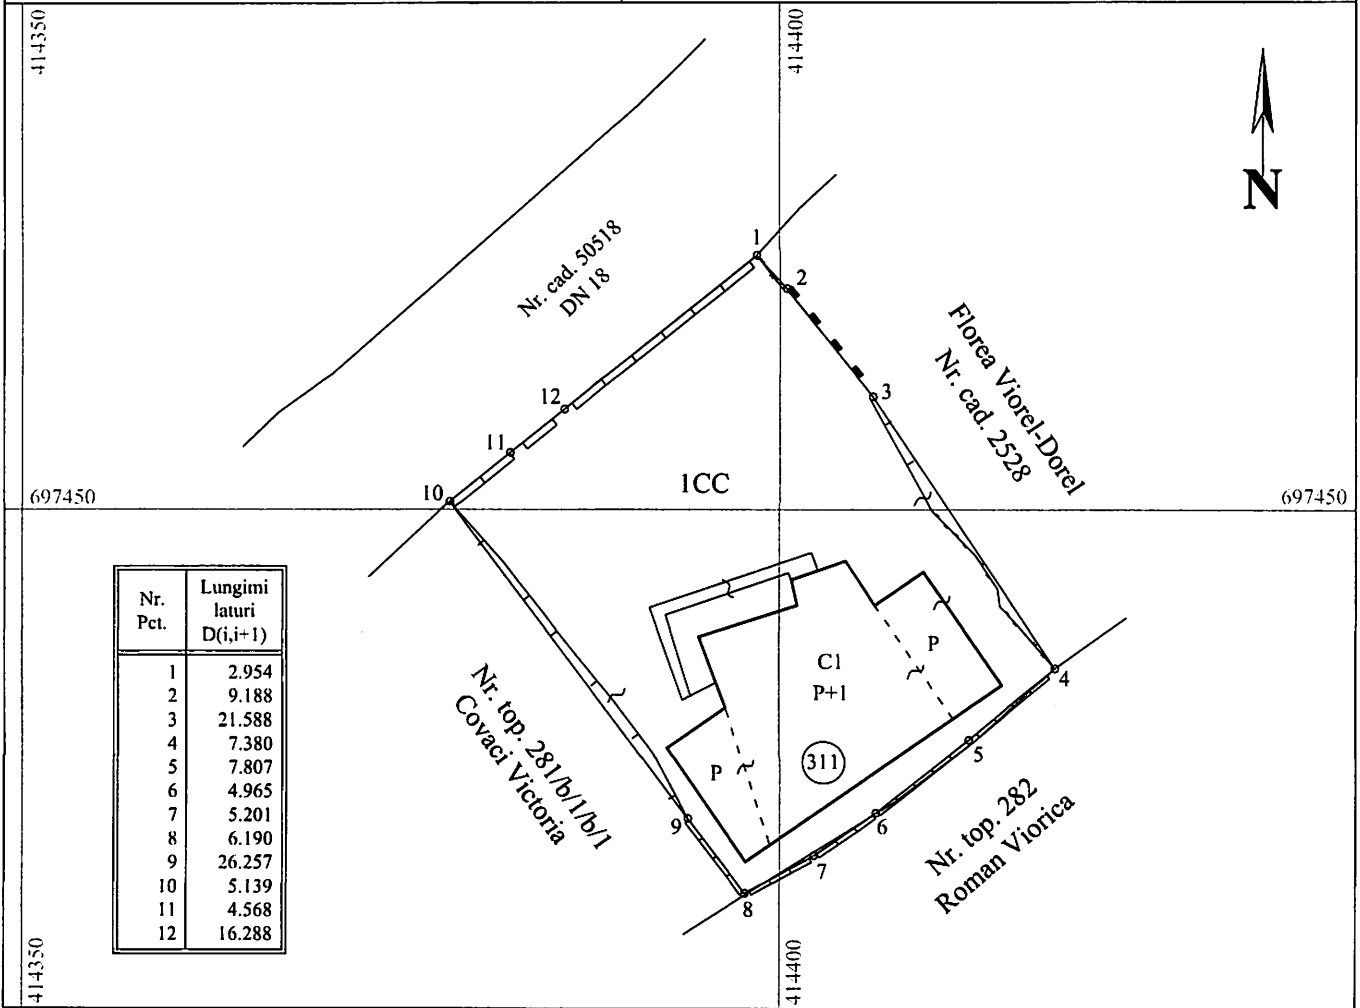 414350
414400
N
Nr. cad. 50518
DN 18
1
2
3
Florea Viorel-Dorel
Nr. cad. 2528
12
11
10
1CC
697450
697450
Nr. Pct. Lungimi laturi D(i,i+1)
1 2.954
2 9.188
3 21.588
4 7.380
5 7.807
6 4.965
7 5.201
8 6.190
9 26.257
10 5.139
11 4.568
12 16.288
Nr. top. 281/b/1/b/1
Covaci Victoria
C1
P+1
P
P
311
4
5
6
7
8
9
Nr. top. 282
Roman Viorica
414350
414400